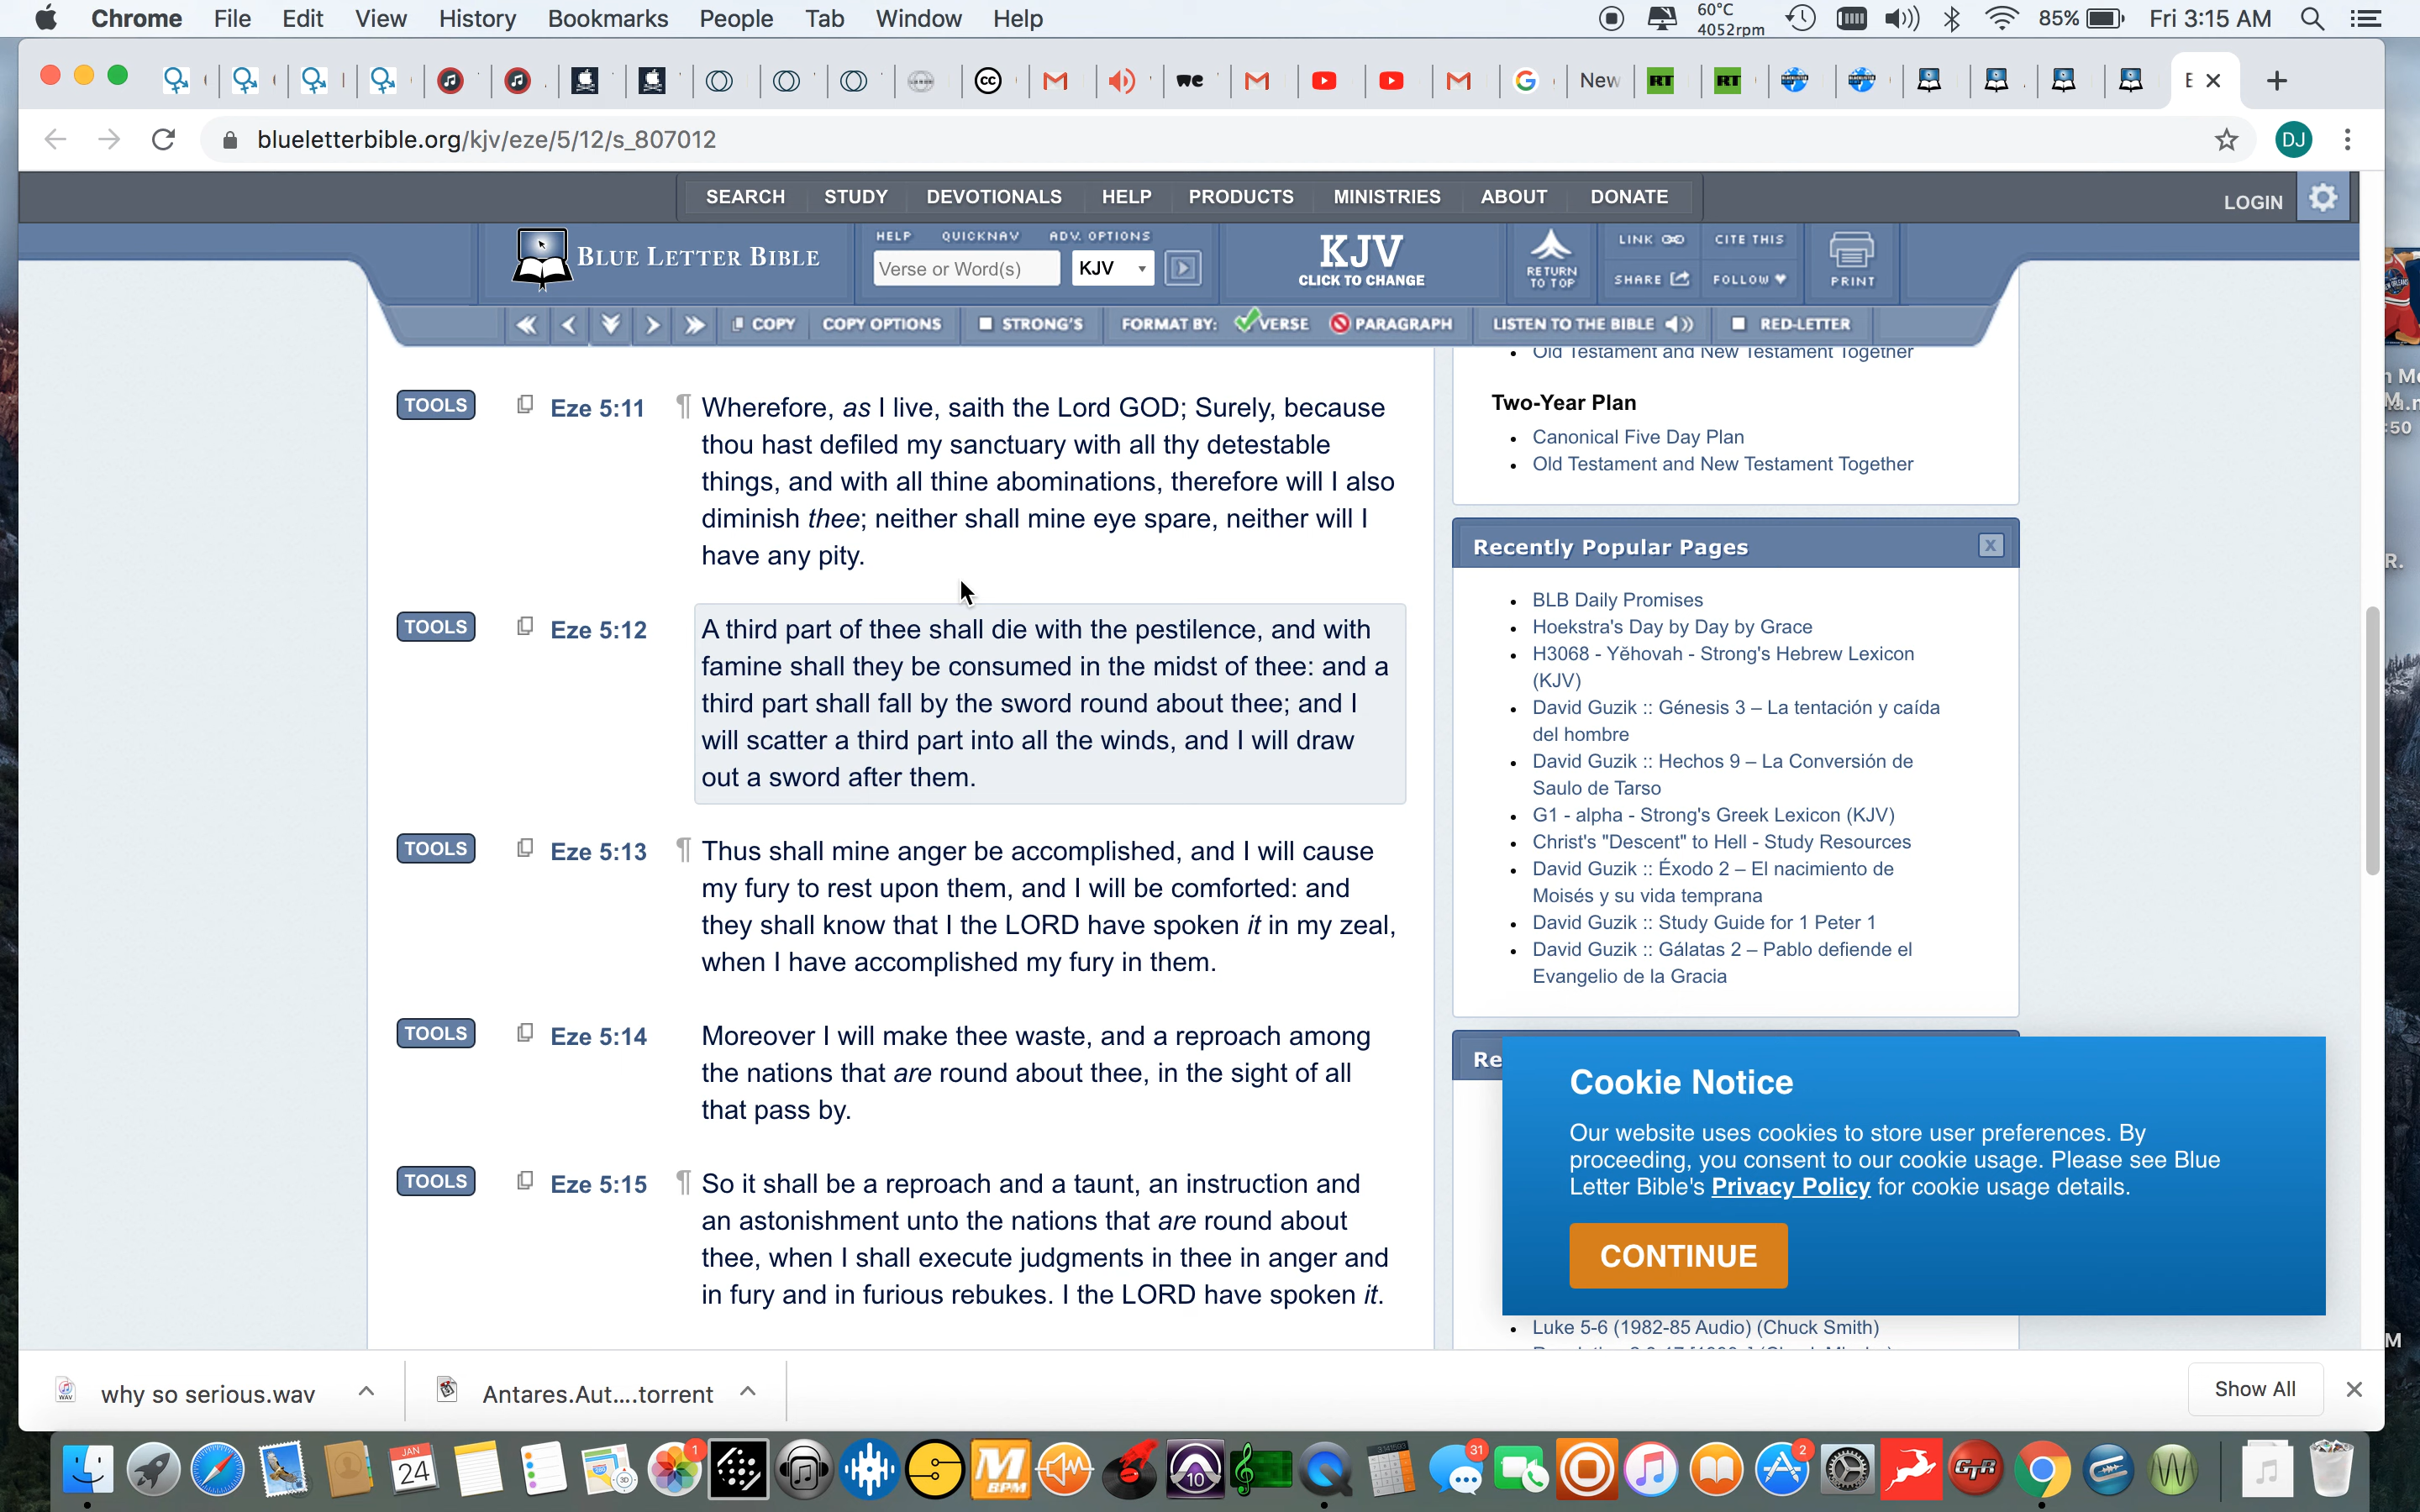 Chrome File Edit View History Bookmarks People Tab Window Help
60°C
4052rpm
85%
Fri 3:15 AM
cc
we
New
RT
RT
E
blueletterbible.org/kjv/eze/5/12/s_807012
DJ
SEARCH STUDY DEVOTIONALS HELP PRODUCTS MINISTRIES ABOUT DONATE
LOGIN
BLUE LETTER BIBLE
HELP QUICKNAV ADV. OPTIONS
Verse or Word(s)
KJV
KJV
CLICK TO CHANGE
RETURN
TO TOP
LINK
CITE THIS
SHARE
FOLLOW
PRINT
COPY
COPY OPTIONS
STRONG'S
FORMAT BY: VERSE PARAGRAPH
LISTEN TO THE BIBLE
RED-LETTER
TOOLS
Eze 5:11
¶ Wherefore, as I live, saith the Lord GOD; Surely, because
thou hast defiled my sanctuary with all thy detestable
things, and with all thine abominations, therefore will I also
diminish thee; neither shall mine eye spare, neither will I
have any pity.
TOOLS
Eze 5:12
A third part of thee shall die with the pestilence, and with
famine shall they be consumed in the midst of thee: and a
third part shall fall by the sword round about thee; and I
will scatter a third part into all the winds, and I will draw
out a sword after them.
TOOLS
Eze 5:13
¶ Thus shall mine anger be accomplished, and I will cause
my fury to rest upon them, and I will be comforted: and
they shall know that I the LORD have spoken it in my zeal,
when I have accomplished my fury in them.
TOOLS
Eze 5:14
Moreover I will make thee waste, and a reproach among
the nations that are round about thee, in the sight of all
that pass by.
TOOLS
Eze 5:15
¶ So it shall be a reproach and a taunt, an instruction and
an astonishment unto the nations that are round about
thee, when I shall execute judgments in thee in anger and
in fury and in furious rebukes. I the LORD have spoken it.
Old Testament and New Testament Together
Two-Year Plan
Canonical Five Day Plan
Old Testament and New Testament Together
Recently Popular Pages
x
BLB Daily Promises
Hoekstra's Day by Day by Grace
H3068 - Yĕhovah - Strong's Hebrew Lexicon
(KJV)
David Guzik :: Génesis 3 – La tentación y caída
del hombre
David Guzik :: Hechos 9 – La Conversión de
Saulo de Tarso
G1 - alpha - Strong's Greek Lexicon (KJV)
Christ's "Descent" to Hell - Study Resources
David Guzik :: Éxodo 2 – El nacimiento de
Moisés y su vida temprana
David Guzik :: Study Guide for 1 Peter 1
David Guzik :: Gálatas 2 – Pablo defiende el
Evangelio de la Gracia
Re
Cookie Notice
Our website uses cookies to store user preferences. By
proceeding, you consent to our cookie usage. Please see Blue
Letter Bible's Privacy Policy for cookie usage details.
CONTINUE
Luke 5-6 (1982-85 Audio) (Chuck Smith)
:50
R.
M
why so serious.wav
Antares.Aut....torrent
Show All
JAN
24
1
M
BPM
10
31
2
GTR